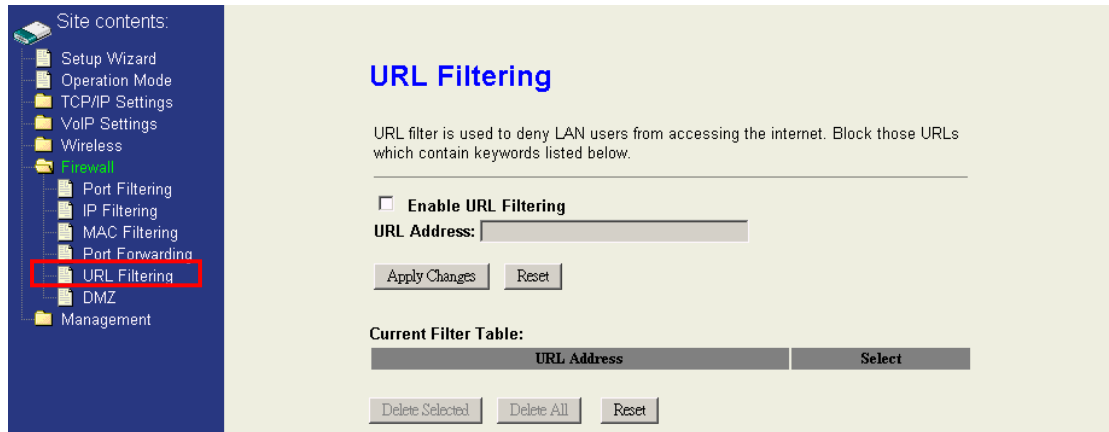 Site contents:
Setup Wizard
Operation Mode
TCP/IP Settings
VoIP Settings
Wireless
Firewall
Port Filtering
IP Filtering
MAC Filtering
Port Forwarding
URL Filtering
DMZ
Management
URL Filtering
URL filter is used to deny LAN users from accessing the internet. Block those URLs
which contain keywords listed below.
Enable URL Filtering
URL Address:
Apply Changes Reset
Current Filter Table:
URL Address Select
Delete Selected Delete All Reset